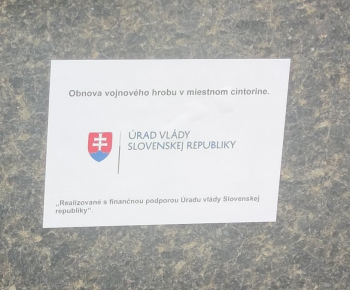 Obnova vojnového hrobu v miestnom cintoríne.
ÚRAD VLÁDY
SLOVENSKEJ REPUBLIKY
„Realizované s finančnou podporou Úradu vlády Slovenskej
republiky".